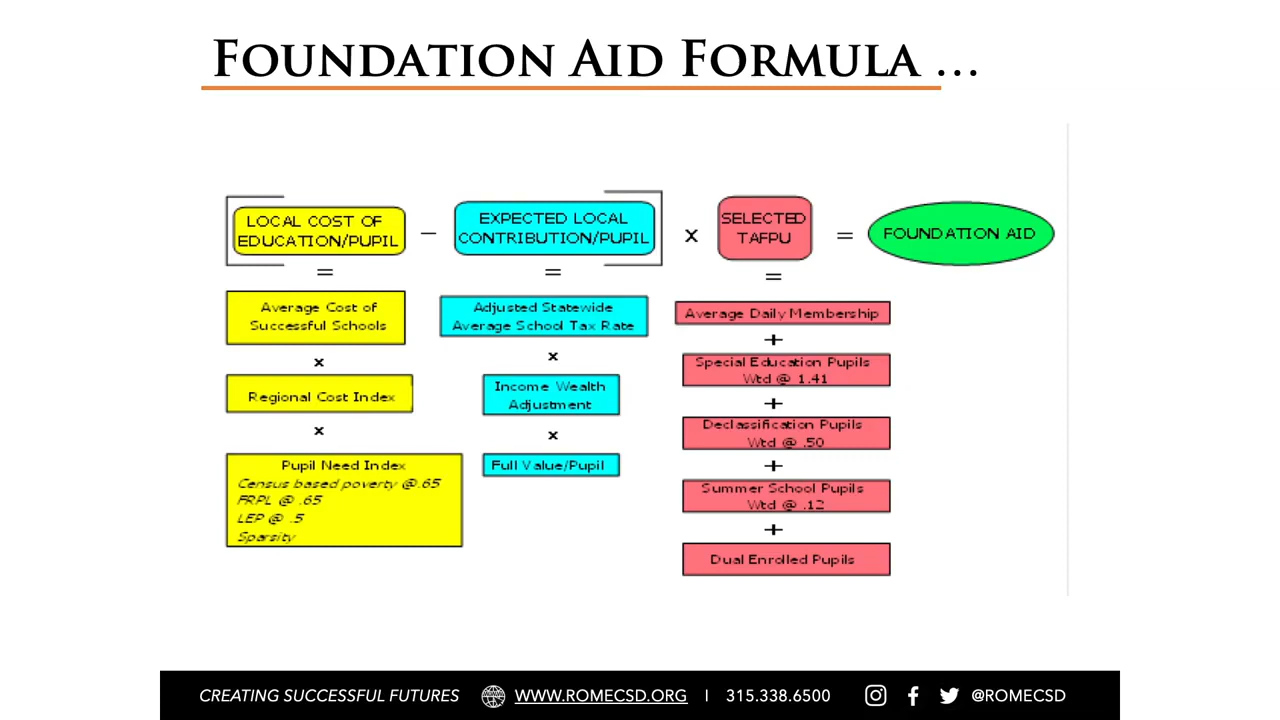 FOUNDATION AID FORMULA ...
LOCAL COST OF
EDUCATION/PUPIL
–
EXPECTED LOCAL
CONTRIBUTION/PUPIL
x
SELECTED
TAFPU
=
FOUNDATION AID
=
Average Cost of
Successful Schools
x
Regional Cost Index
x
Pupil Need Index
Census based poverty @.65
FRPL @ .65
LEP @ .5
Sparsity
=
Adjusted Statewide
Average School Tax Rate
x
Income Wealth
Adjustment
x
Full Value/Pupil
=
Average Daily Membership
+
Special Education Pupils
Wtd @ 1.41
+
Declassification Pupils
Wtd @ .50
+
Summer School Pupils
Wtd @ .12
+
Dual Enrolled Pupils
CREATING SUCCESSFUL FUTURES WWW.ROMECSD.ORG | 315.338.6500 @ROMECSD